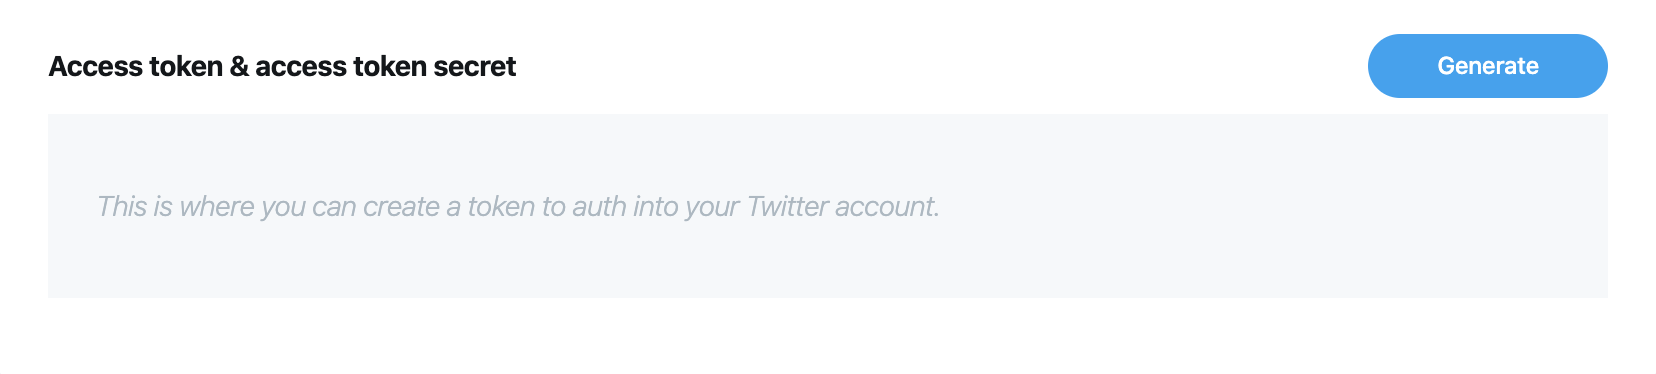 Access token & access token secret
Generate
This is where you can create a token to auth into your Twitter account.